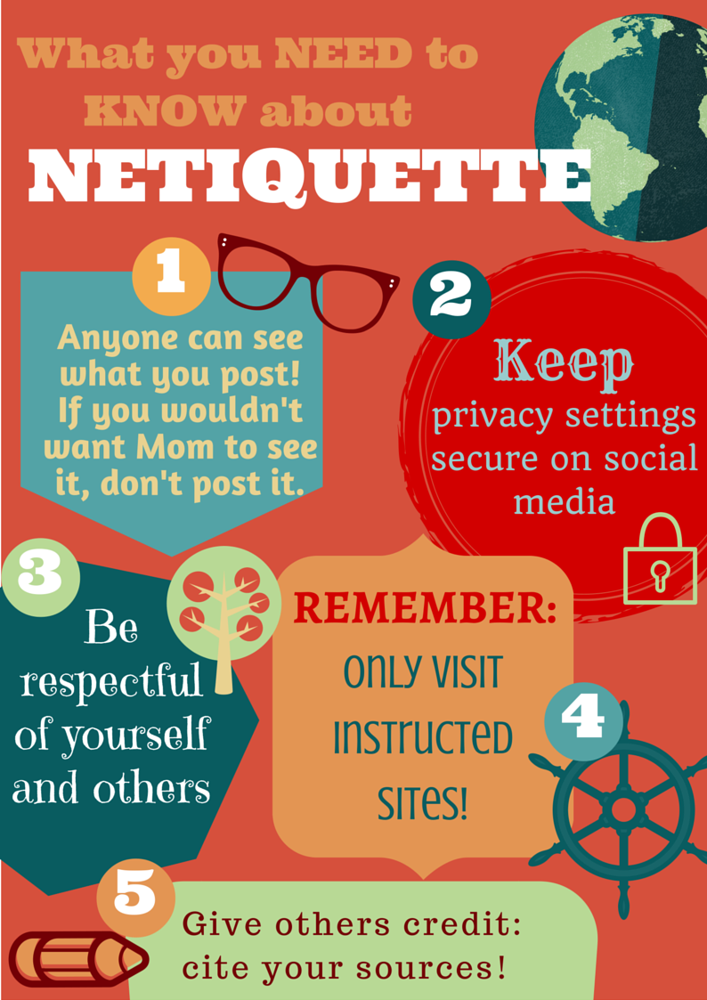 What you NEED to
KNOW about
NETIQUETTE
1
Anyone can see
what you post!
If you wouldn't
want Mom to see
it, don't post it.
2
Keep
privacy settings
secure on social
media
3
Be
respectful
of yourself
and others
4
REMEMBER:
ONLY VISIT
INSTRUCTED
SITES!
5
Give others credit:
cite your sources!